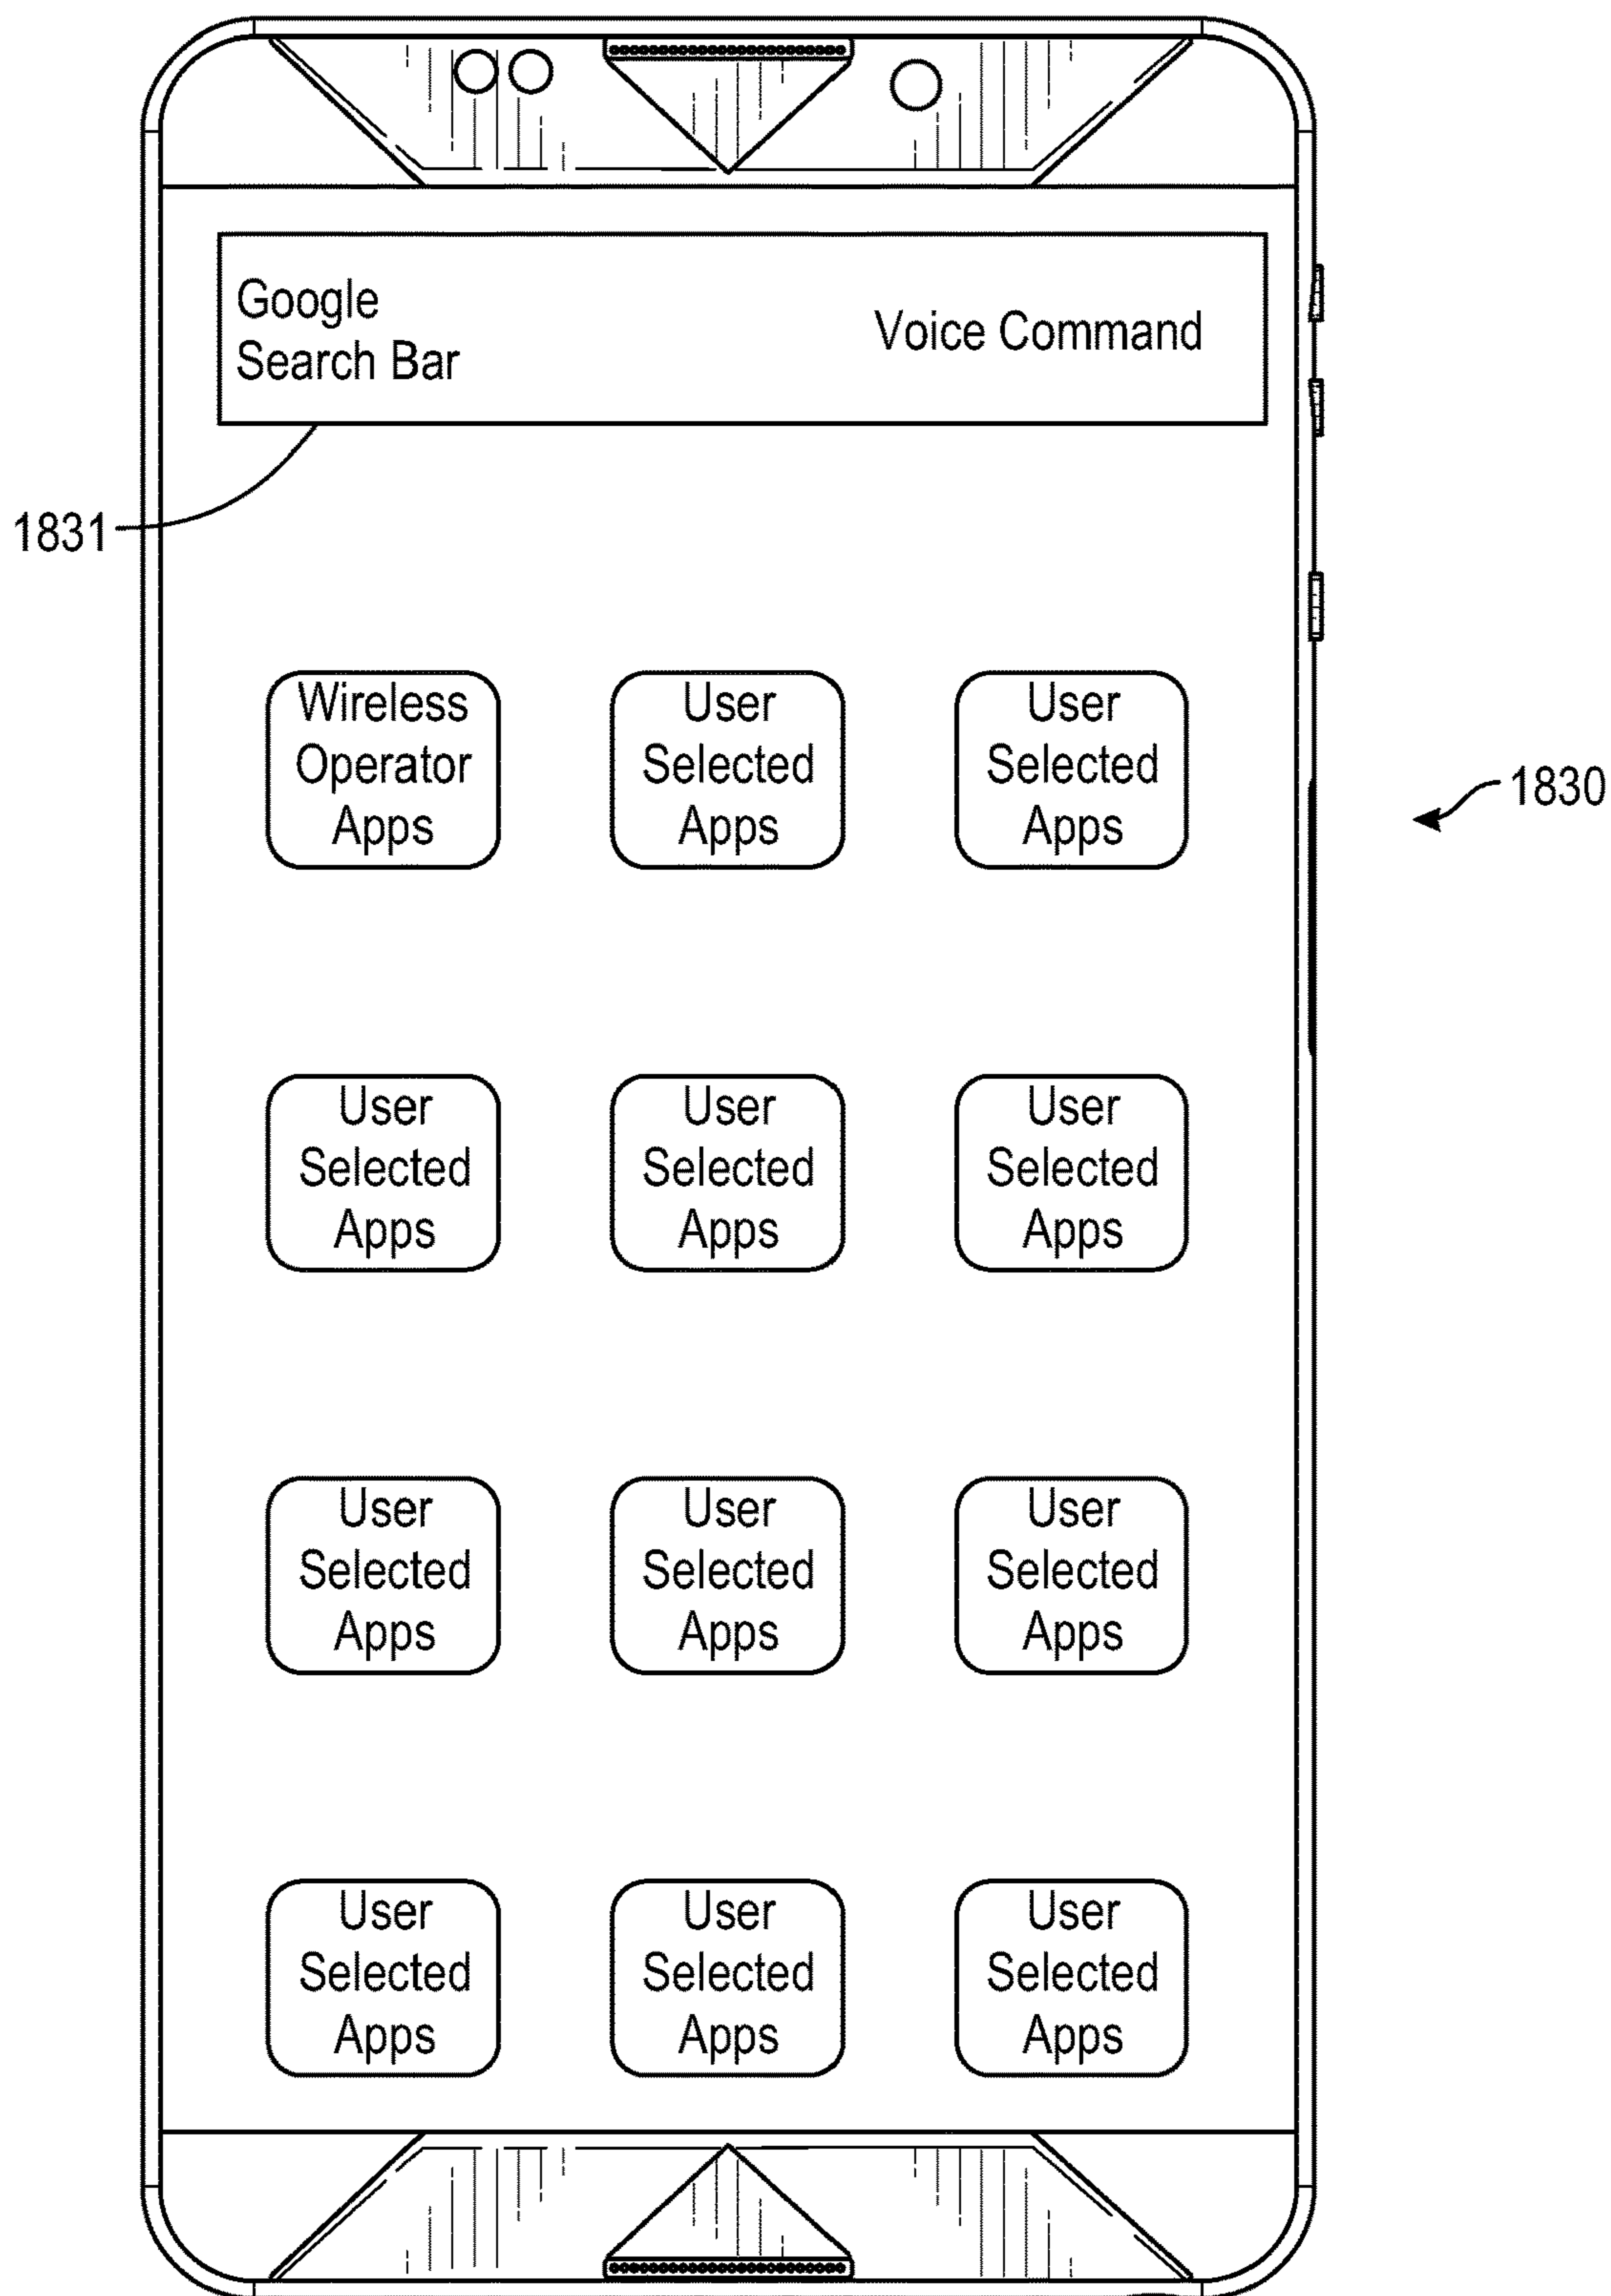 Google
Search Bar
Voice Command
1831
Wireless
Operator
Apps
User
Selected
Apps
User
Selected
Apps
1830
User
Selected
Apps
User
Selected
Apps
User
Selected
Apps
User
Selected
Apps
User
Selected
Apps
User
Selected
Apps
User
Selected
Apps
User
Selected
Apps
User
Selected
Apps